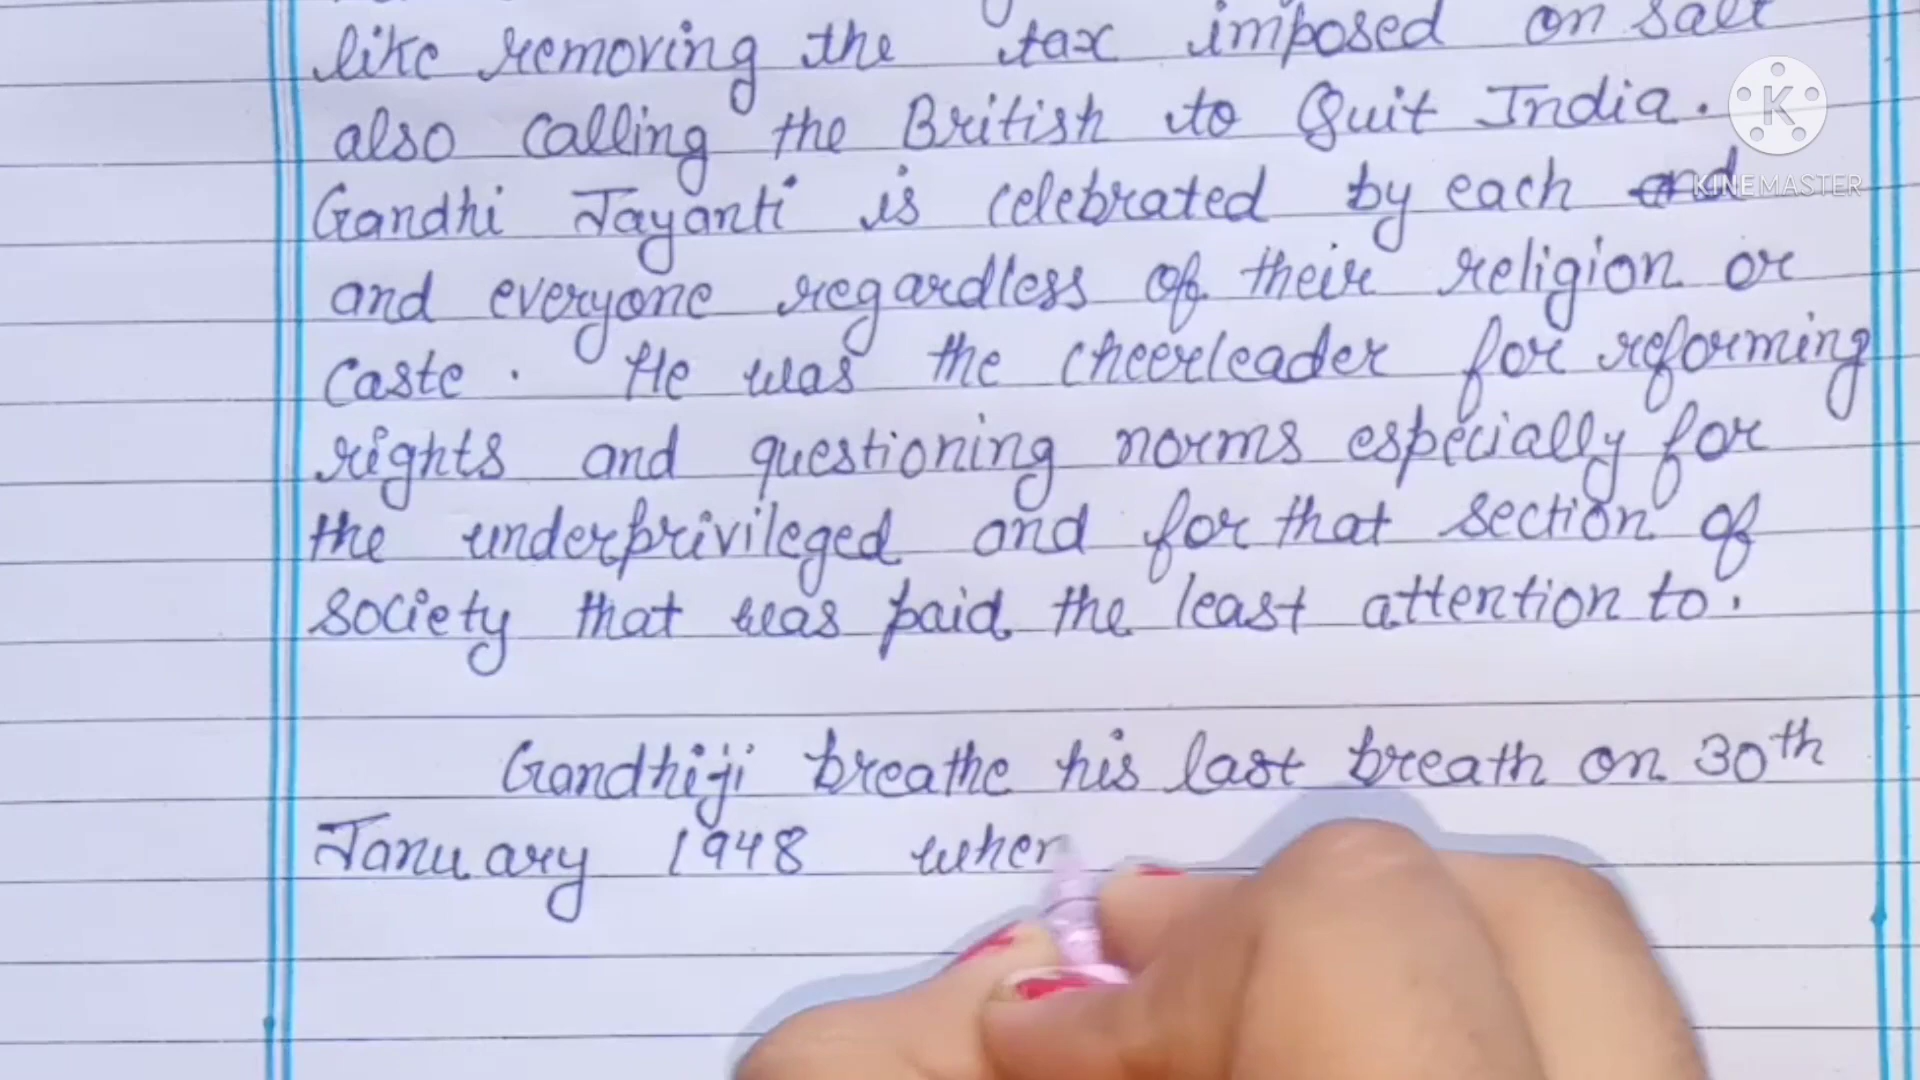 like removing the tax imposed on salt
also calling the British to Quit India.
Gandhi Jayanti is celebrated by each and
and everyone regardless of their religion or
caste. He was the cheerleader for reforming
rights and questioning norms especially for
the underprivileged and for that section of
society that was paid the least attention to.
Gandhiji breathe his last breath on 30th
January 1948 when
K
KINEMASTER